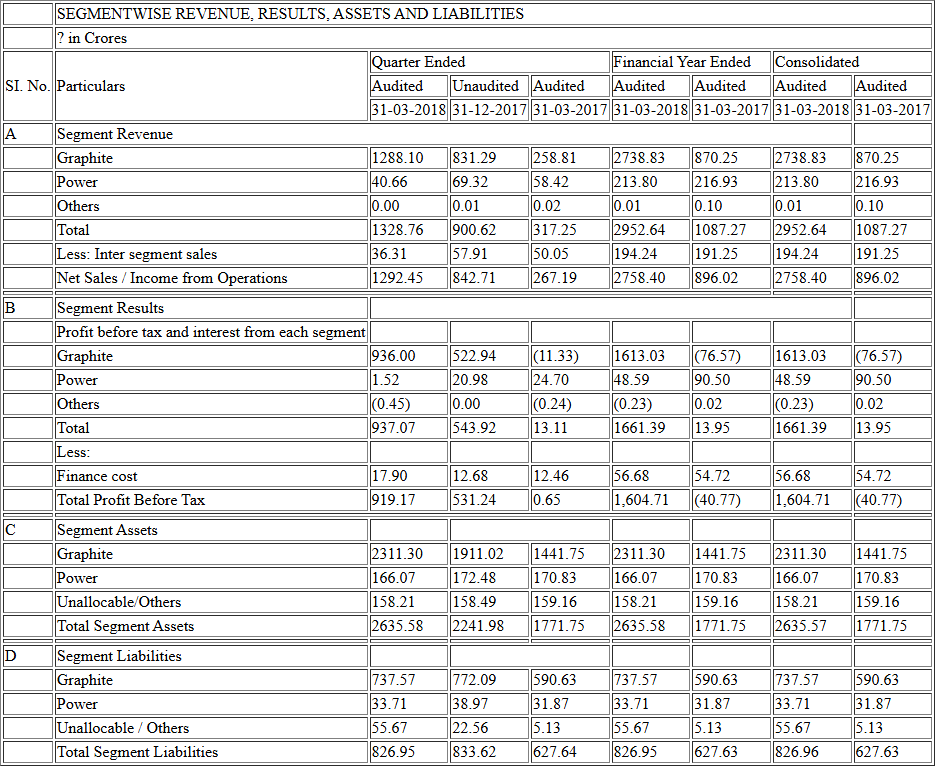 SEGMENTWISE REVENUE, RESULTS, ASSETS AND LIABILITIES
? in Crores
SI. No. Particulars Quarter Ended Financial Year Ended Consolidated
Audited Unaudited Audited Audited Audited Audited Audited
31-03-2018 31-12-2017 31-03-2017 31-03-2018 31-03-2017 31-03-2018 31-03-2017
A Segment Revenue
Graphite 1288.10 831.29 258.81 2738.83 870.25 2738.83 870.25
Power 40.66 69.32 58.42 213.80 216.93 213.80 216.93
Others 0.00 0.01 0.02 0.01 0.10 0.01 0.10
Total 1328.76 900.62 317.25 2952.64 1087.27 2952.64 1087.27
Less: Inter segment sales 36.31 57.91 50.05 194.24 191.25 194.24 191.25
Net Sales / Income from Operations 1292.45 842.71 267.19 2758.40 896.02 2758.40 896.02
B Segment Results
Profit before tax and interest from each segment
Graphite 936.00 522.94 (11.33) 1613.03 (76.57) 1613.03 (76.57)
Power 1.52 20.98 24.70 48.59 90.50 48.59 90.50
Others (0.45) 0.00 (0.24) (0.23) 0.02 (0.23) 0.02
Total 937.07 543.92 13.11 1661.39 13.95 1661.39 13.95
Less:
Finance cost 17.90 12.68 12.46 56.68 54.72 56.68 54.72
Total Profit Before Tax 919.17 531.24 0.65 1,604.71 (40.77) 1,604.71 (40.77)
C Segment Assets
Graphite 2311.30 1911.02 1441.75 2311.30 1441.75 2311.30 1441.75
Power 166.07 172.48 170.83 166.07 170.83 166.07 170.83
Unallocable/Others 158.21 158.49 159.16 158.21 159.16 158.21 159.16
Total Segment Assets 2635.58 2241.98 1771.75 2635.58 1771.75 2635.57 1771.75
D Segment Liabilities
Graphite 737.57 772.09 590.63 737.57 590.63 737.57 590.63
Power 33.71 38.97 31.87 33.71 31.87 33.71 31.87
Unallocable / Others 55.67 22.56 5.13 55.67 5.13 55.67 5.13
Total Segment Liabilities 826.95 833.62 627.64 826.95 627.63 826.96 627.63